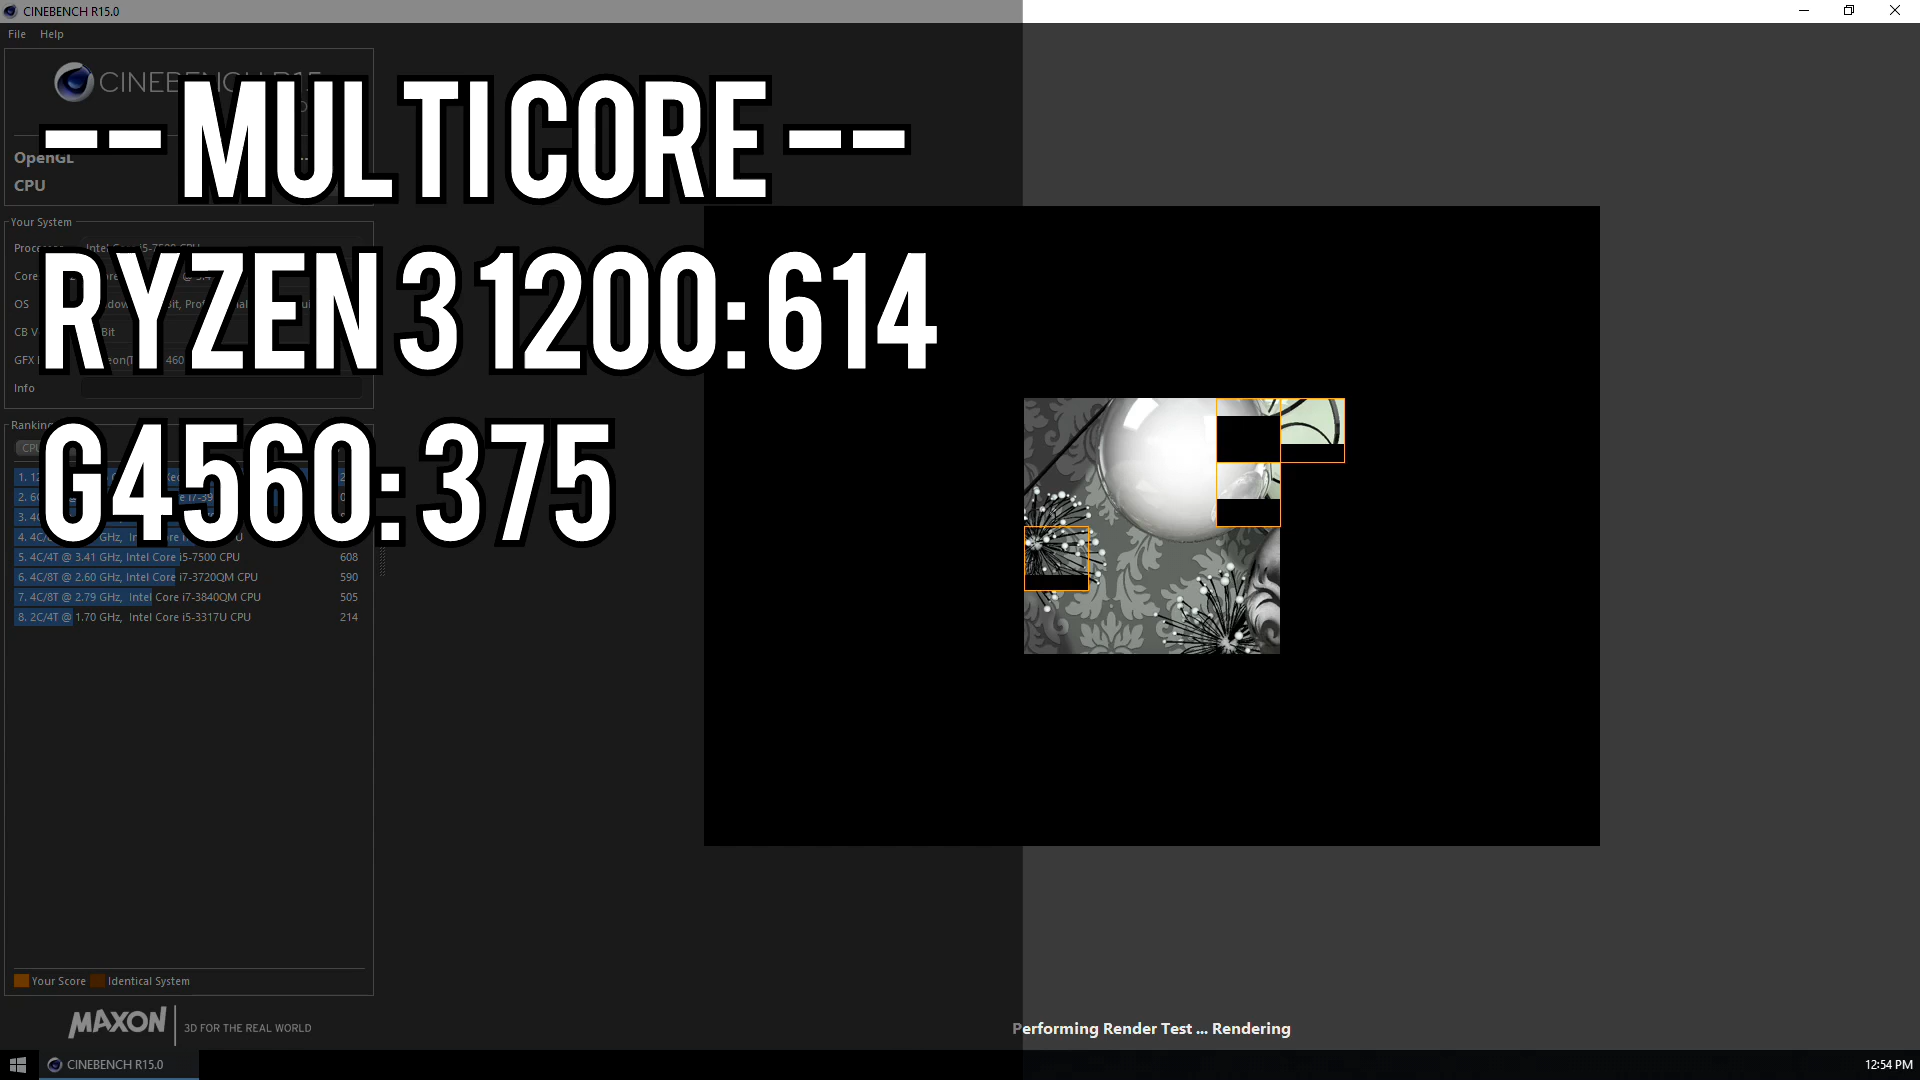 CINEBENCH R15.0
File Help
CINEBENCH R15
-- MULTI CORE --
OpenGL
CPU
Your System
RYZEN 3 1200: 614
OS
Info
Ranking
G4560: 375
5. 4C/4T @ 3.41 GHz, Intel Core i5-7500 CPU 608
6. 4C/8T @ 2.60 GHz, Intel Core i7-3720QM CPU 590
7. 4C/8T @ 2.79 GHz, Intel Core i7-3840QM CPU 505
8. 2C/4T @ 1.70 GHz, Intel Core i5-3317U CPU 214
Your Score Identical System
MAXON 3D FOR THE REAL WORLD
Performing Render Test ... Rendering
CINEBENCH R15.0
12:54 PM